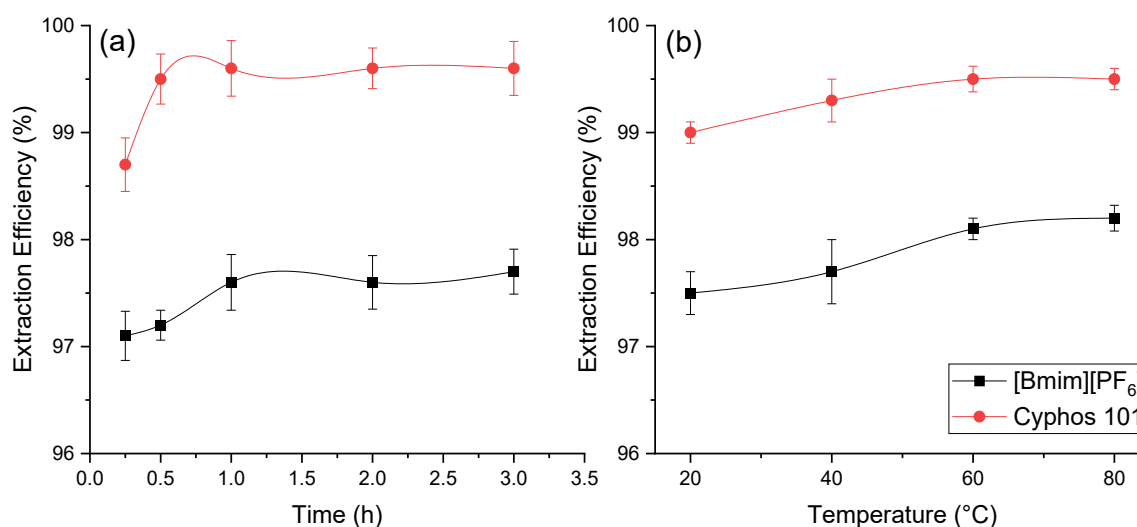 (a)
Extraction Efficiency (%)
100
99
98
97
96
0.0 0.5 1.0 1.5 2.0 2.5 3.0 3.5
Time (h)
(b)
Extraction Efficiency (%)
100
99
98
97
96
20 40 60 80
Temperature (°C)
[Bmim][PF6
Cyphos 101